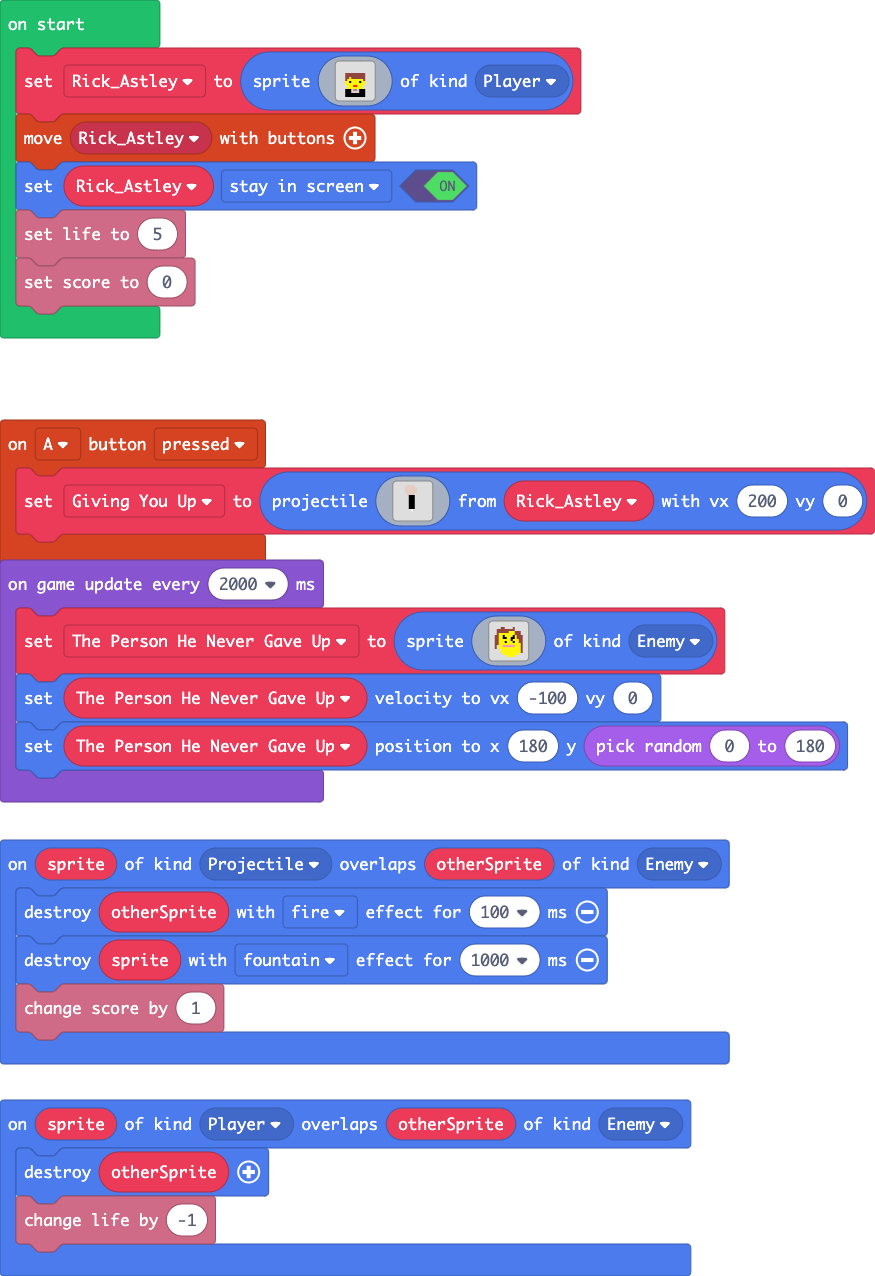 on start
set Rick_Astley to sprite of kind Player
move Rick_Astley with buttons
set Rick_Astley stay in screen ON
set life to 5
set score to 0
on A button pressed
set Giving You Up to projectile from Rick_Astley with vx 200 vy 0
on game update every 2000 ms
set The Person He Never Gave Up to sprite of kind Enemy
set The Person He Never Gave Up velocity to vx -100 vy 0
set The Person He Never Gave Up position to x 180 y pick random 0 to 180
on sprite of kind Projectile overlaps otherSprite of kind Enemy
destroy otherSprite with fire effect for 100 ms
destroy sprite with fountain effect for 1000 ms
change score by 1
on sprite of kind Player overlaps otherSprite of kind Enemy
destroy otherSprite
change life by -1